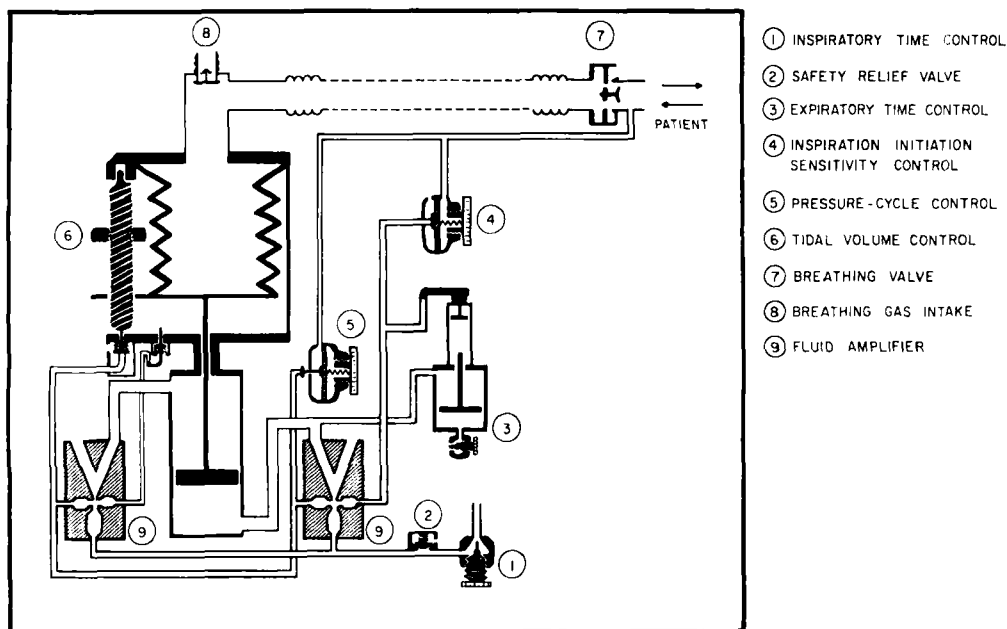 8
7
PATIENT
4
6
5
3
2
9
9
1
1 INSPIRATORY TIME CONTROL
2 SAFETY RELIEF VALVE
3 EXPIRATORY TIME CONTROL
4 INSPIRATION INITIATION
SENSITIVITY CONTROL
5 PRESSURE-CYCLE CONTROL
6 TIDAL VOLUME CONTROL
7 BREATHING VALVE
8 BREATHING GAS INTAKE
9 FLUID AMPLIFIER